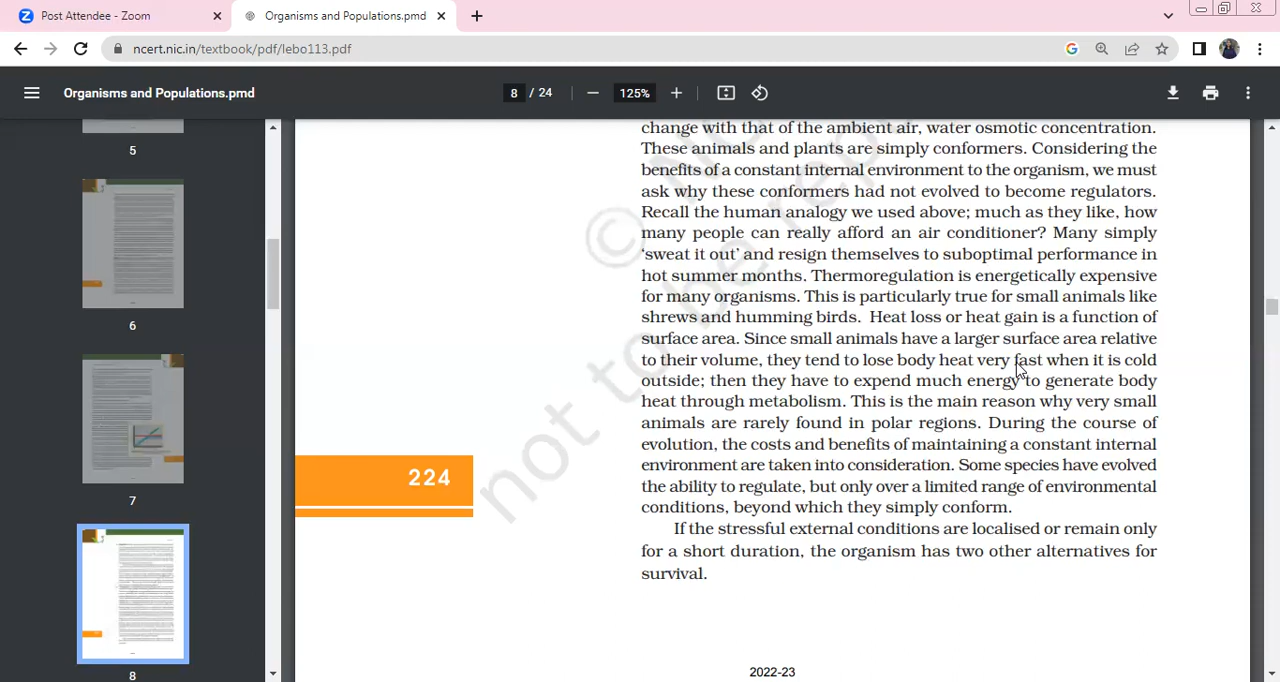 Post Attendee - Zoom
Organisms and Populations.pmd
ncert.nic.in/textbook/pdf/lebo113.pdf
Organisms and Populations.pmd
8 / 24
125%
5
6
7
8
change with that of the ambient air, water osmotic concentration.
These animals and plants are simply conformers. Considering the
benefits of a constant internal environment to the organism, we must
ask why these conformers had not evolved to become regulators.
Recall the human analogy we used above; much as they like, how
many people can really afford an air conditioner? Many simply
‘sweat it out’ and resign themselves to suboptimal performance in
hot summer months. Thermoregulation is energetically expensive
for many organisms. This is particularly true for small animals like
shrews and humming birds. Heat loss or heat gain is a function of
surface area. Since small animals have a larger surface area relative
to their volume, they tend to lose body heat very fast when it is cold
outside; then they have to expend much energy to generate body
heat through metabolism. This is the main reason why very small
animals are rarely found in polar regions. During the course of
evolution, the costs and benefits of maintaining a constant internal
environment are taken into consideration. Some species have evolved
the ability to regulate, but only over a limited range of environmental
conditions, beyond which they simply conform.
If the stressful external conditions are localised or remain only
for a short duration, the organism has two other alternatives for
survival.
224
not to be rep
© N
2022-23